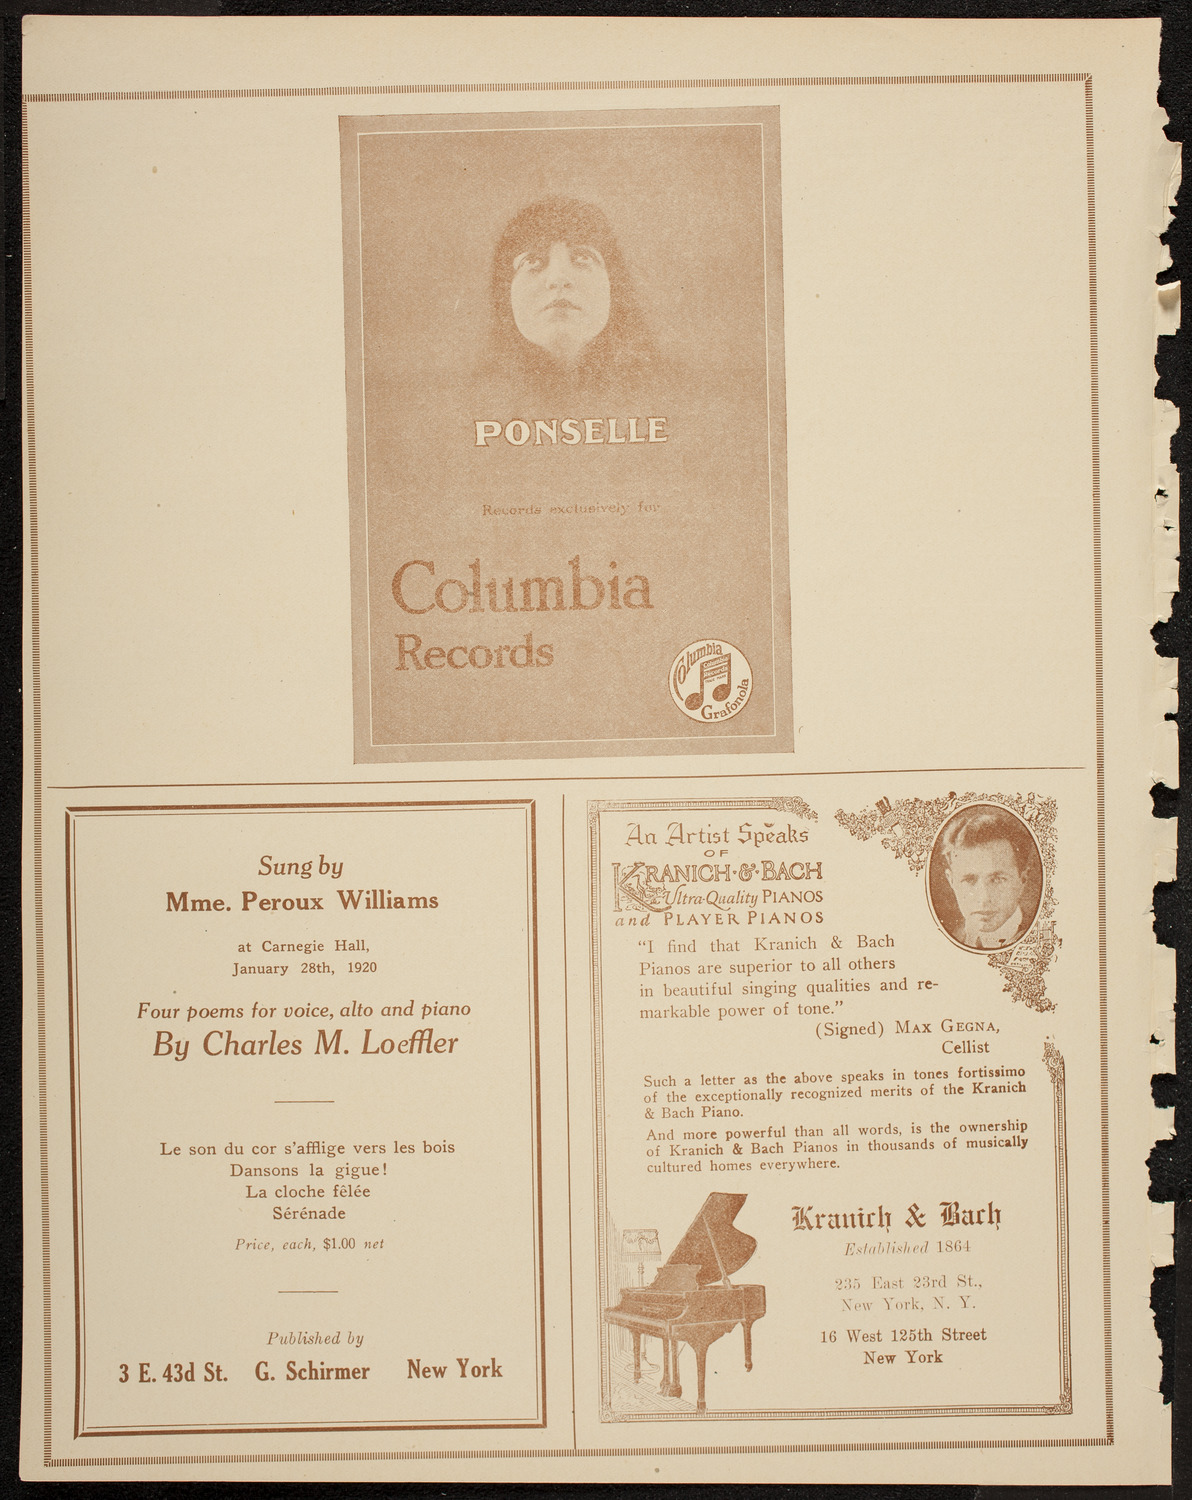 PONSELLE
Records exclusively for
Columbia
Records
Columbia
Columbia
Records
Grafonola
Sung by
Mme. Peroux Williams
at Carnegie Hall,
January 28th, 1920
Four poems for voice, alto and piano
By Charles M. Loeffler
Le son du cor s'afflige vers les bois
Dansons la gigue!
La cloche fêlée
Sérénade
Price, each, $1.00 net
Published by
3 E. 43d St. G. Schirmer New York
An Artist Speaks
OF
KRANICH·&·BACH
Ultra-Quality PIANOS
and PLAYER PIANOS
"I find that Kranich & Bach
Pianos are superior to all others
in beautiful singing qualities and re-
markable power of tone."
(Signed) MAX GEGNA,
Cellist
Such a letter as the above speaks in tones fortissimo
of the exceptionally recognized merits of the Kranich
& Bach Piano.
And more powerful than all words, is the ownership
of Kranich & Bach Pianos in thousands of musically
cultured homes everywhere.
Kranich & Bach
Established 1864
235 East 23rd St.,
New York, N. Y.
16 West 125th Street
New York